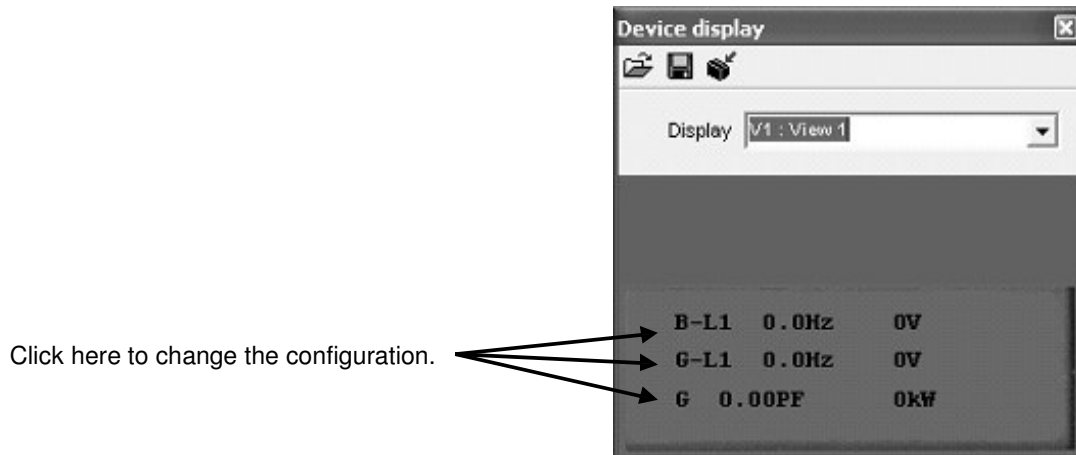 Device display
Display V1 : View 1
B-L1 0.0Hz 0V
Click here to change the configuration.
G-L1 0.0Hz 0V
G 0.00PF 0kW